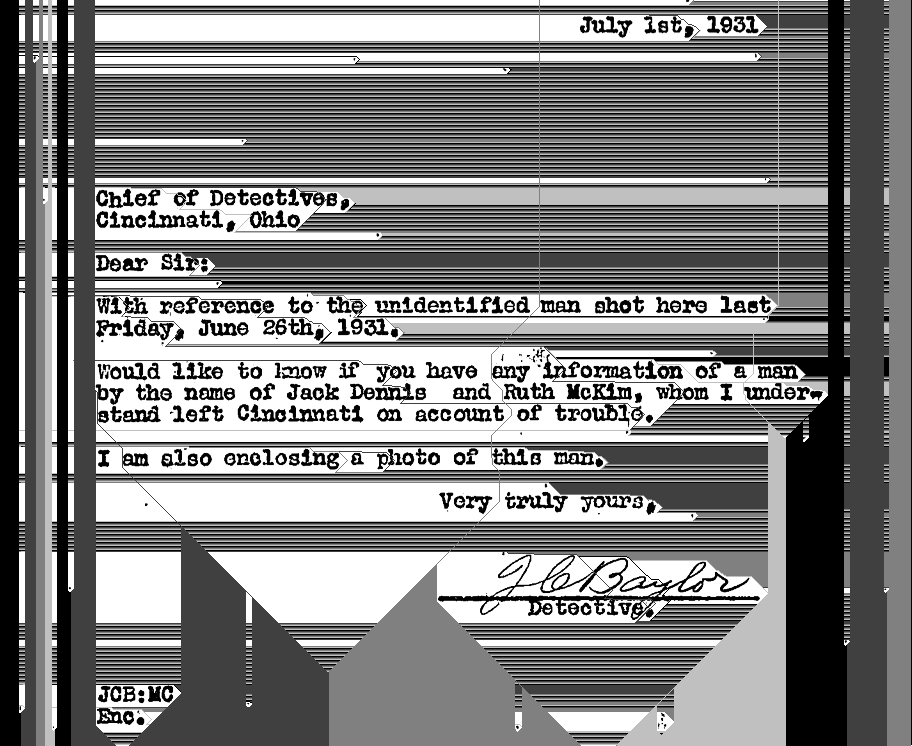 July 1st, 1931
Chief of Detectives,
Cincinnati, Ohio
Dear Sir:
With reference to the unidentified man shot here last
Friday, June 26th, 1931.
Would like to know if you have any information of a man
by the name of Jack Dennis and Ruth McKim, whom I under-
stand left Cincinnati on account of trouble.
I am also enclosing a photo of this man.
Very truly yours,
J C Baylor
Detective.
JCB:MC
Enc.